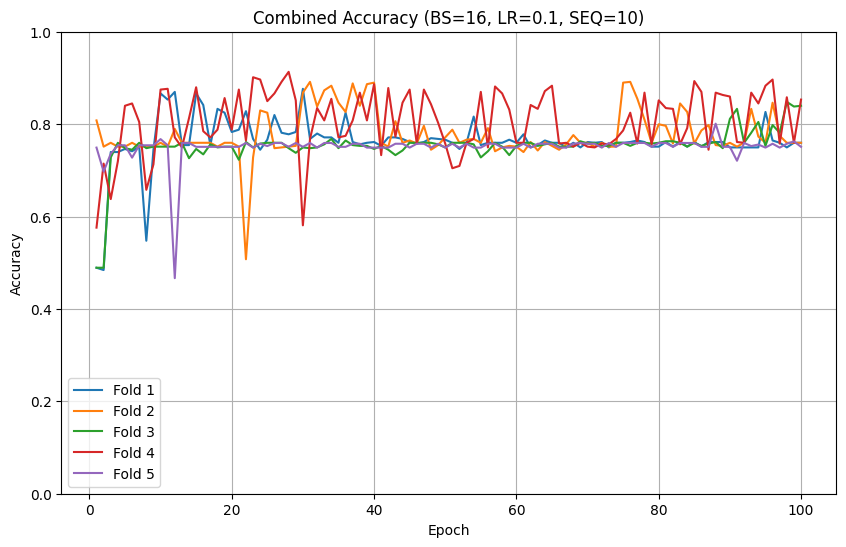 Combined Accuracy (BS=16, LR=0.1, SEQ=10)
1.0
0.8
0.6
0.4
0.2
0.0
Accuracy
Fold 1
Fold 2
Fold 3
Fold 4
Fold 5
0 20 40 60 80 100
Epoch